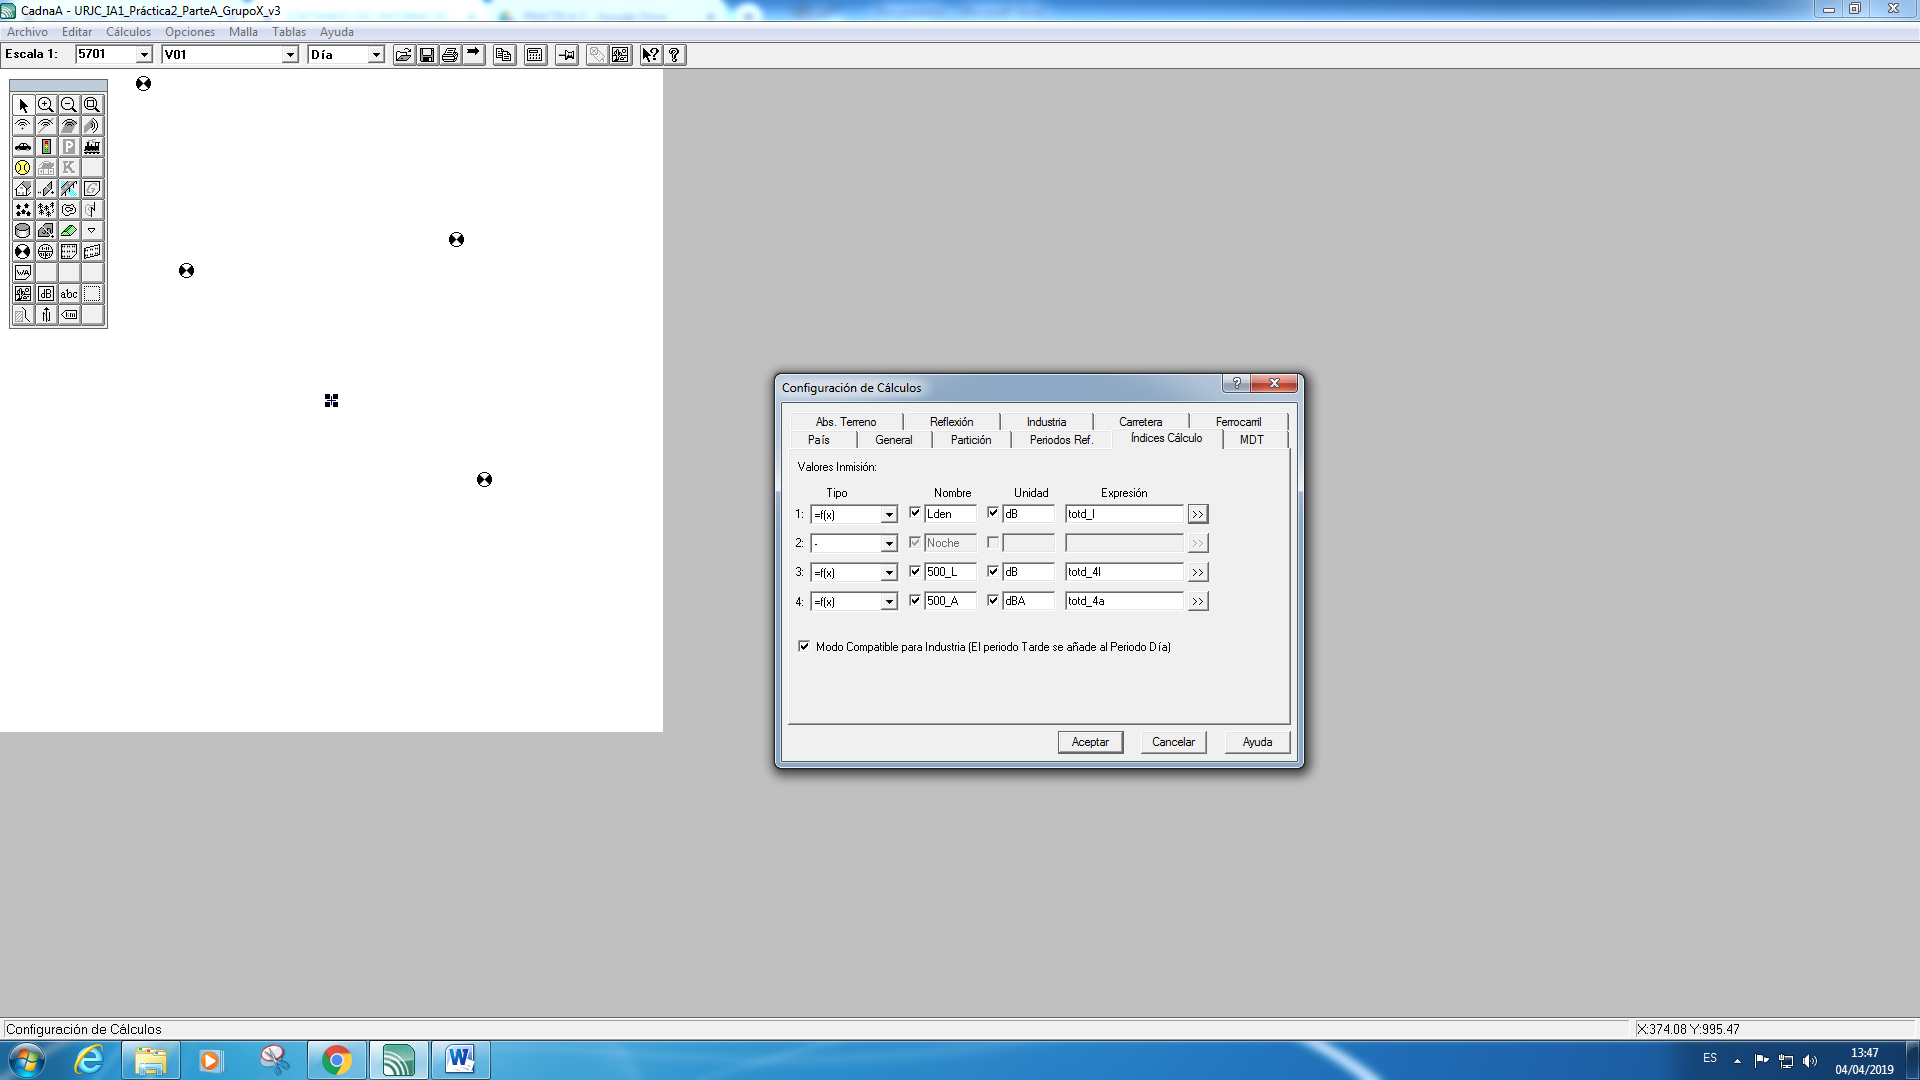 CadnaA - URJC_IA1_Práctica2_ParteA_GrupoX_v3
Archivo Editar Cálculos Opciones Malla Tablas Ayuda
Escala 1: 5701 V01 Día
P
K
G
WA
dB abc
lim
Configuración de Cálculos
Abs. Terreno Reflexión Industria Carretera Ferrocarril
País General Partición Periodos Ref. Índices Cálculo MDT
Valores Inmisión:
Tipo Nombre Unidad Expresión
1: =f(x) Lden dB totd_l >>
2: - Noche >>
3: =f(x) 500_L dB totd_4l >>
4: =f(x) 500_A dBA totd_4a >>
Modo Compatible para Industria (El periodo Tarde se añade al Periodo Día)
Aceptar Cancelar Ayuda
Configuración de Cálculos X:374.08 Y:995.47
ES 13:47
04/04/2019